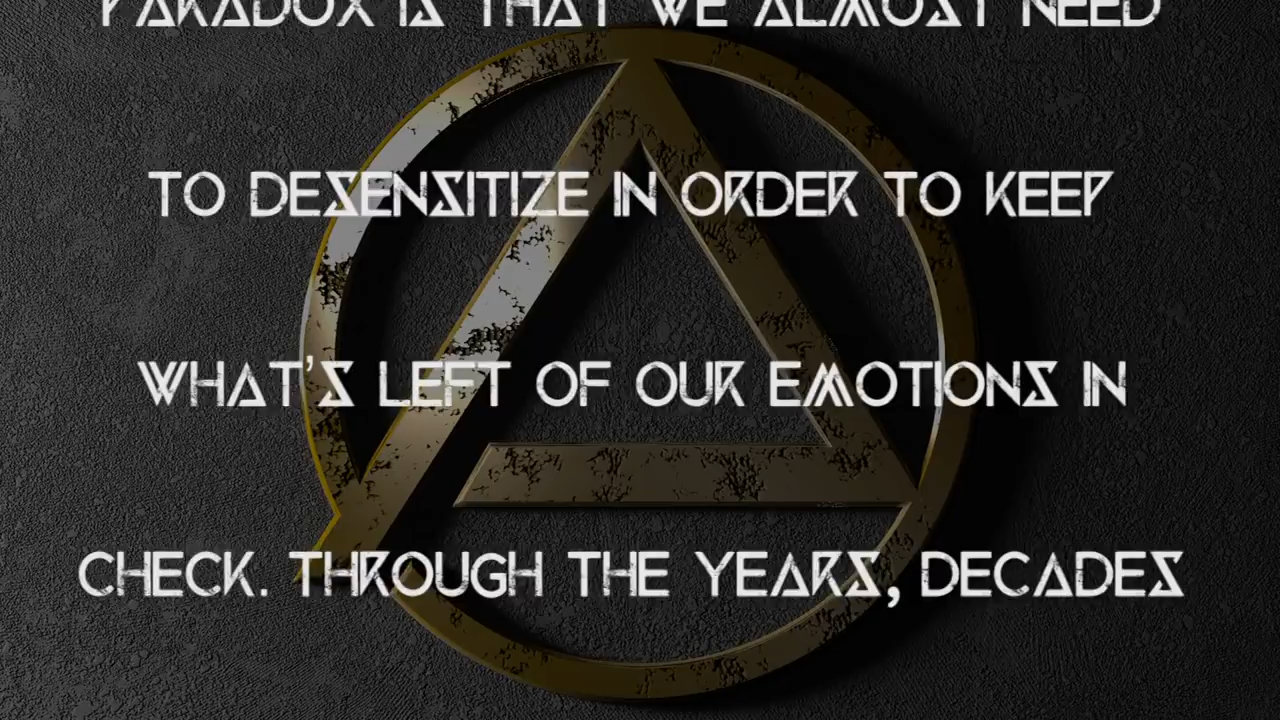 PARADOX IS THAT WE ALMOST NEED
TO DESENSITIZE IN ORDER TO KEEP
WHAT'S LEFT OF OUR EMOTIONS IN
CHECK. THROUGH THE YEARS, DECADES